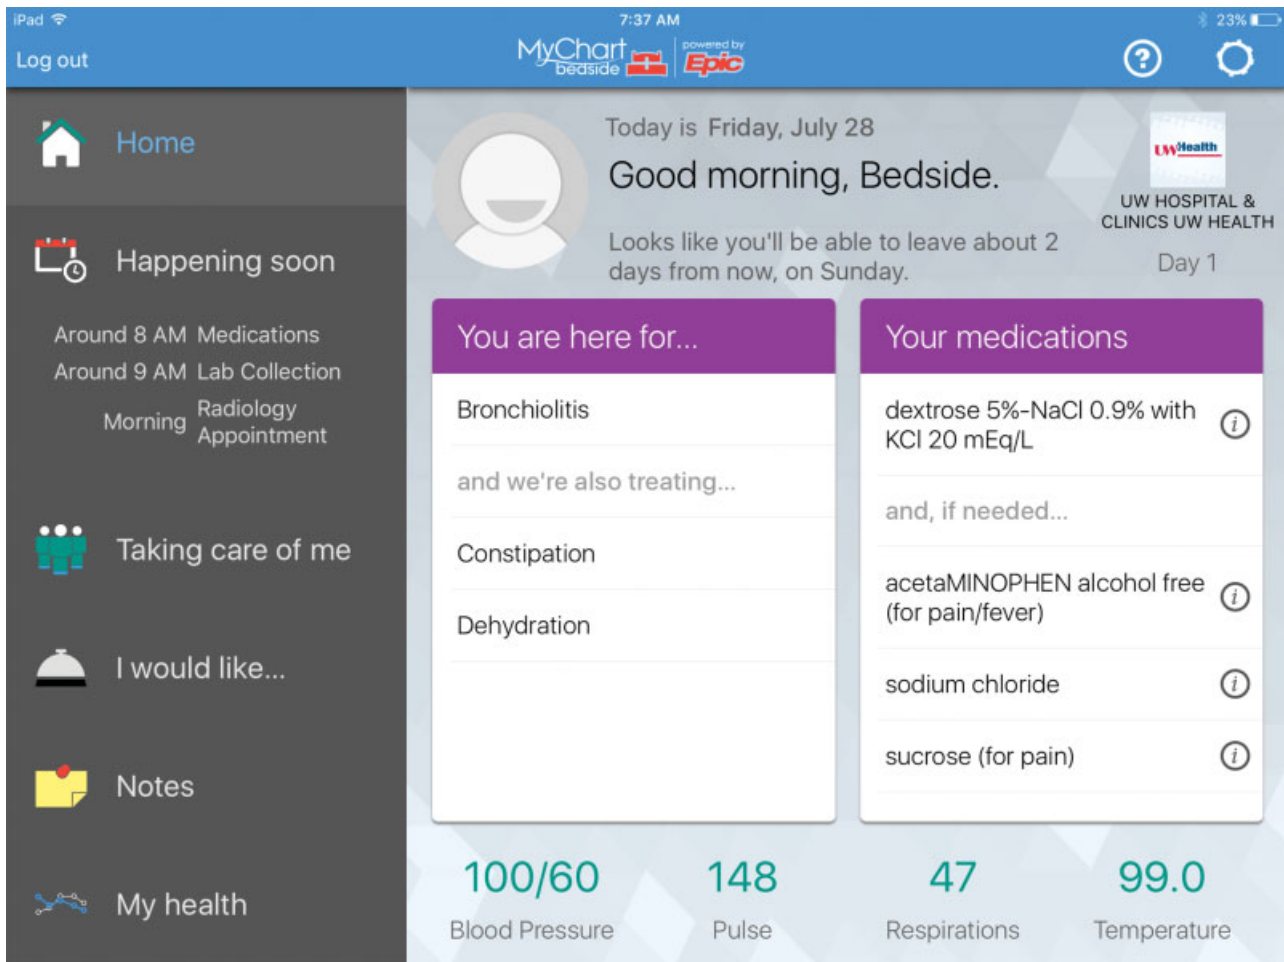 iPad 7:37 AM 23%
Log out
MyChart bedside powered by Epic
?
Home
Happening soon
Around 8 AM Medications
Around 9 AM Lab Collection
Morning Radiology
Appointment
Taking care of me
I would like...
Notes
My health
Today is Friday, July 28
Good morning, Bedside.
Looks like you'll be able to leave about 2
days from now, on Sunday.
UWHealth
UW HOSPITAL &
CLINICS UW HEALTH
Day 1
You are here for...
Bronchiolitis
and we're also treating...
Constipation
Dehydration
Your medications
dextrose 5%-NaCl 0.9% with
KCl 20 mEq/L
i
and, if needed...
acetaMINOPHEN alcohol free
(for pain/fever)
i
sodium chloride
i
sucrose (for pain)
i
100/60
Blood Pressure
148
Pulse
47
Respirations
99.0
Temperature